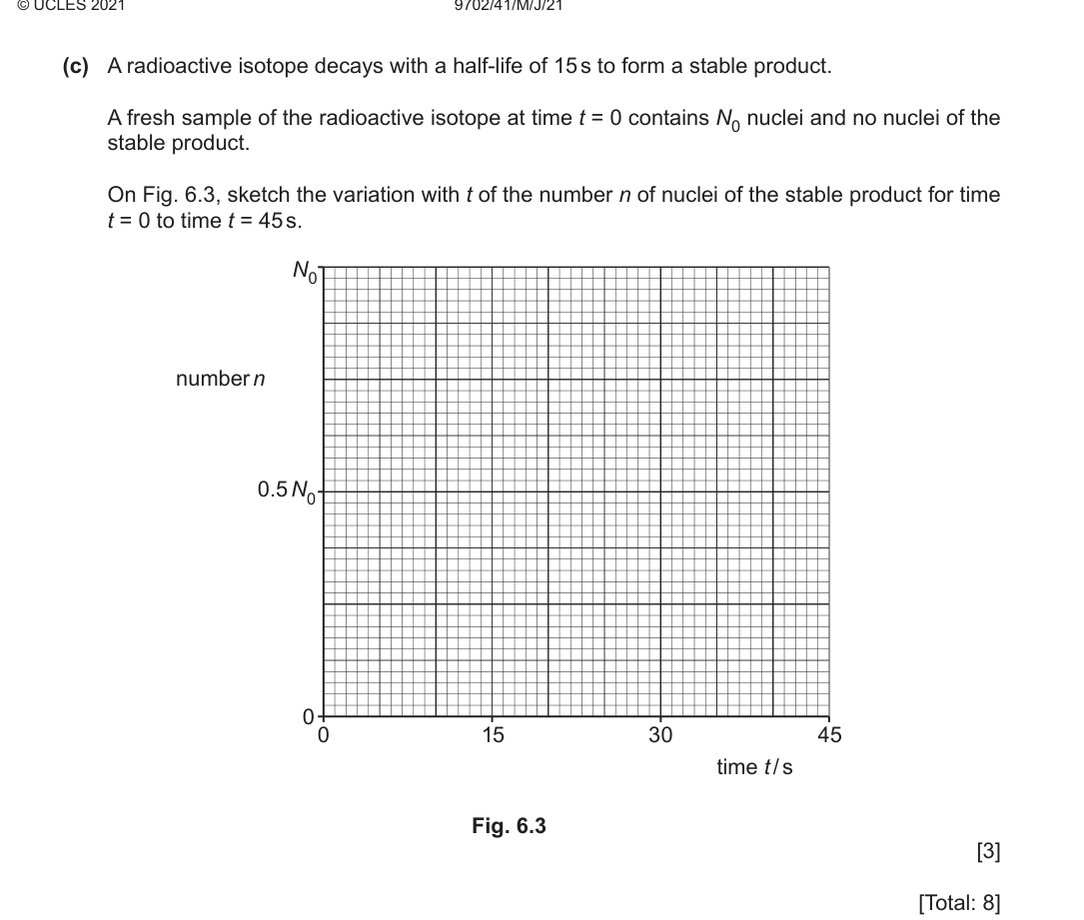 © UCLES 2021 9702/41/M/J/21
(c) A radioactive isotope decays with a half-life of 15 s to form a stable product.
A fresh sample of the radioactive isotope at time t = 0 contains N₀ nuclei and no nuclei of the
stable product.
On Fig. 6.3, sketch the variation with t of the number n of nuclei of the stable product for time
t = 0 to time t = 45 s.
N₀
number n
0.5 N₀
0
0 15 30 45
time t / s
Fig. 6.3
[3]
[Total: 8]